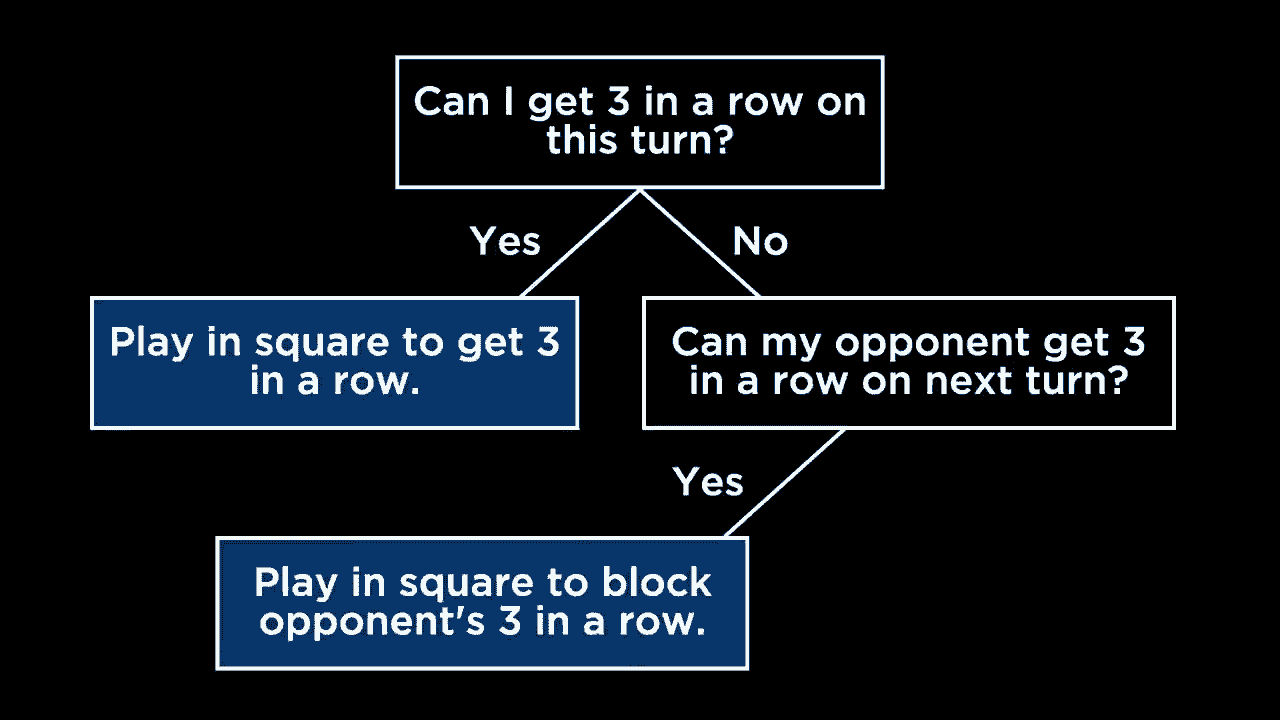 Can I get 3 in a row on
this turn?
Yes
No
Play in square to get 3
in a row.
Can my opponent get 3
in a row on next turn?
Yes
Play in square to block
opponent's 3 in a row.